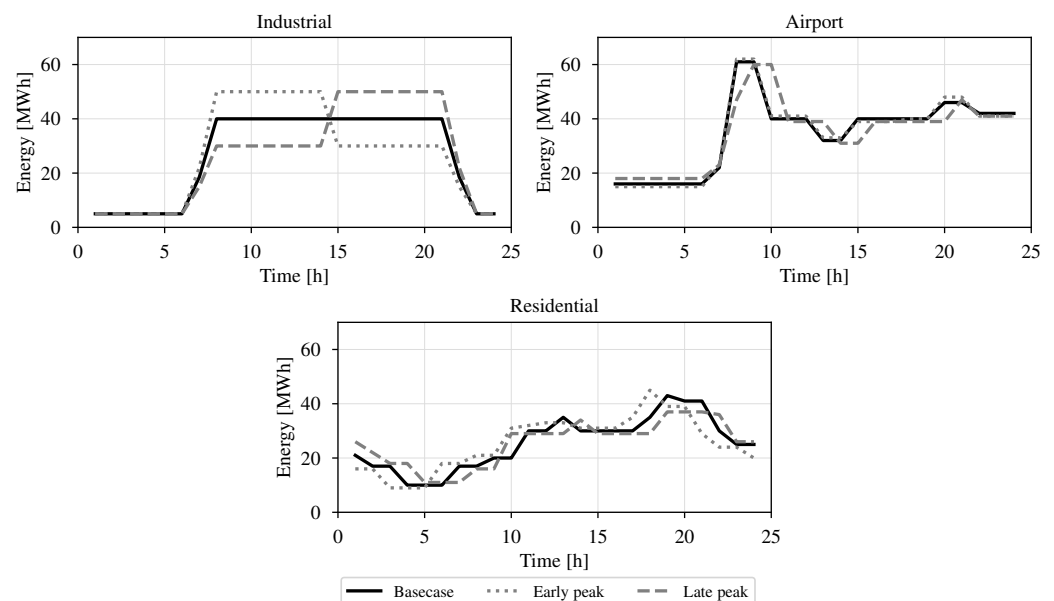 Industrial
Energy [MWh]
60
40
20
0
0 5 10 15 20 25
Time [h]
Airport
Energy [MWh]
60
40
20
0
0 5 10 15 20 25
Time [h]
Residential
Energy [MWh]
60
40
20
0
0 5 10 15 20 25
Time [h]
Basecase Early peak Late peak